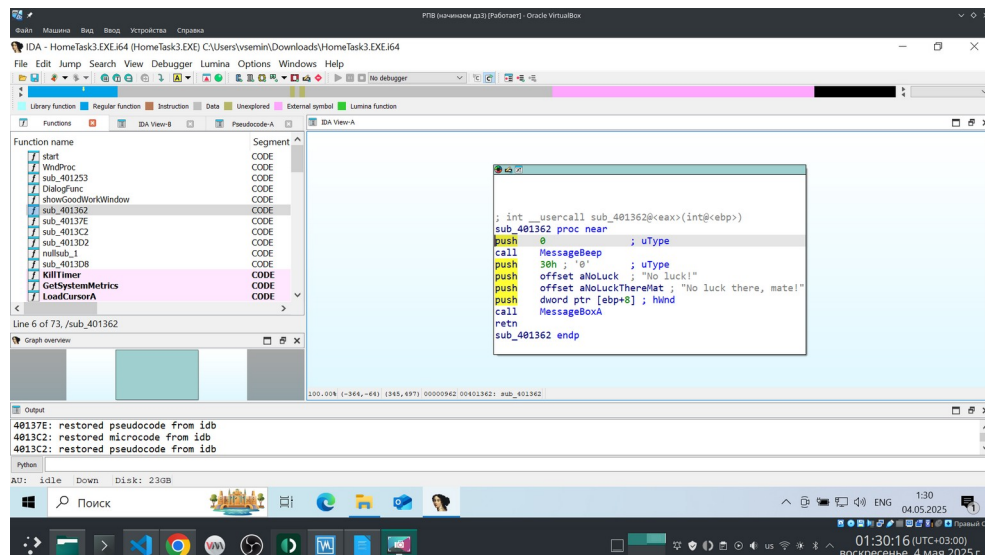 РПВ (начинаем дз3) [Работает] - Oracle VirtualBox
Файл Машина Вид Ввод Устройства Справка
IDA - HomeTask3.EXE.i64 (HomeTask3.EXE) C:\Users\vsemin\Downloads\HomeTask3.EXE.i64
File Edit Jump Search View Debugger Lumina Options Windows Help
No debugger
Library function Regular function Instruction Data Unexplored External symbol Lumina function
Functions IDA View-B Pseudocode-A IDA View-A
Function name Segment
start CODE
WndProc CODE
sub_401253 CODE
DialogFunc CODE
showGoodWorkWindow CODE
sub_401362 CODE
sub_40137E CODE
sub_4013C2 CODE
sub_4013D2 CODE
nullsub_1 CODE
sub_4013D8 CODE
KillTimer CODE
GetSystemMetrics CODE
LoadCursorA CODE
Line 6 of 73, /sub_401362
Graph overview
; int __usercall sub_401362@<eax>(int@<ebp>)
sub_401362 proc near
push 0 ; uType
call MessageBeep
push 30h ; '0' ; uType
push offset aNoLuck ; "No luck!"
push offset aNoLuckThereMat ; "No luck there, mate!"
push dword ptr [ebp+8] ; hWnd
call MessageBoxA
retn
sub_401362 endp
100.00% (-364,-64) (345,497) 00000962 00401362: sub_401362
Output
40137E: restored pseudocode from idb
4013C2: restored microcode from idb
4013C2: restored pseudocode from idb
Python
AU: idle Down Disk: 23GB
Поиск
ENG
1:30
04.05.2025
Правый C
us
01:30:16 (UTC+03:00)
воскресенье, 4 мая 2025 г.